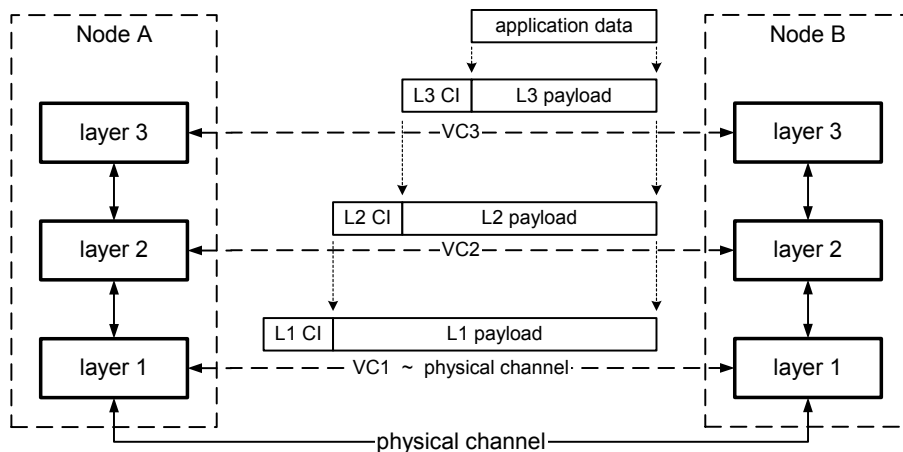 Node A
application data
Node B
L3 CI
L3 payload
layer 3
VC3
layer 3
L2 CI
L2 payload
layer 2
VC2
layer 2
L1 CI
L1 payload
layer 1
VC1 ~ physical channel
layer 1
physical channel